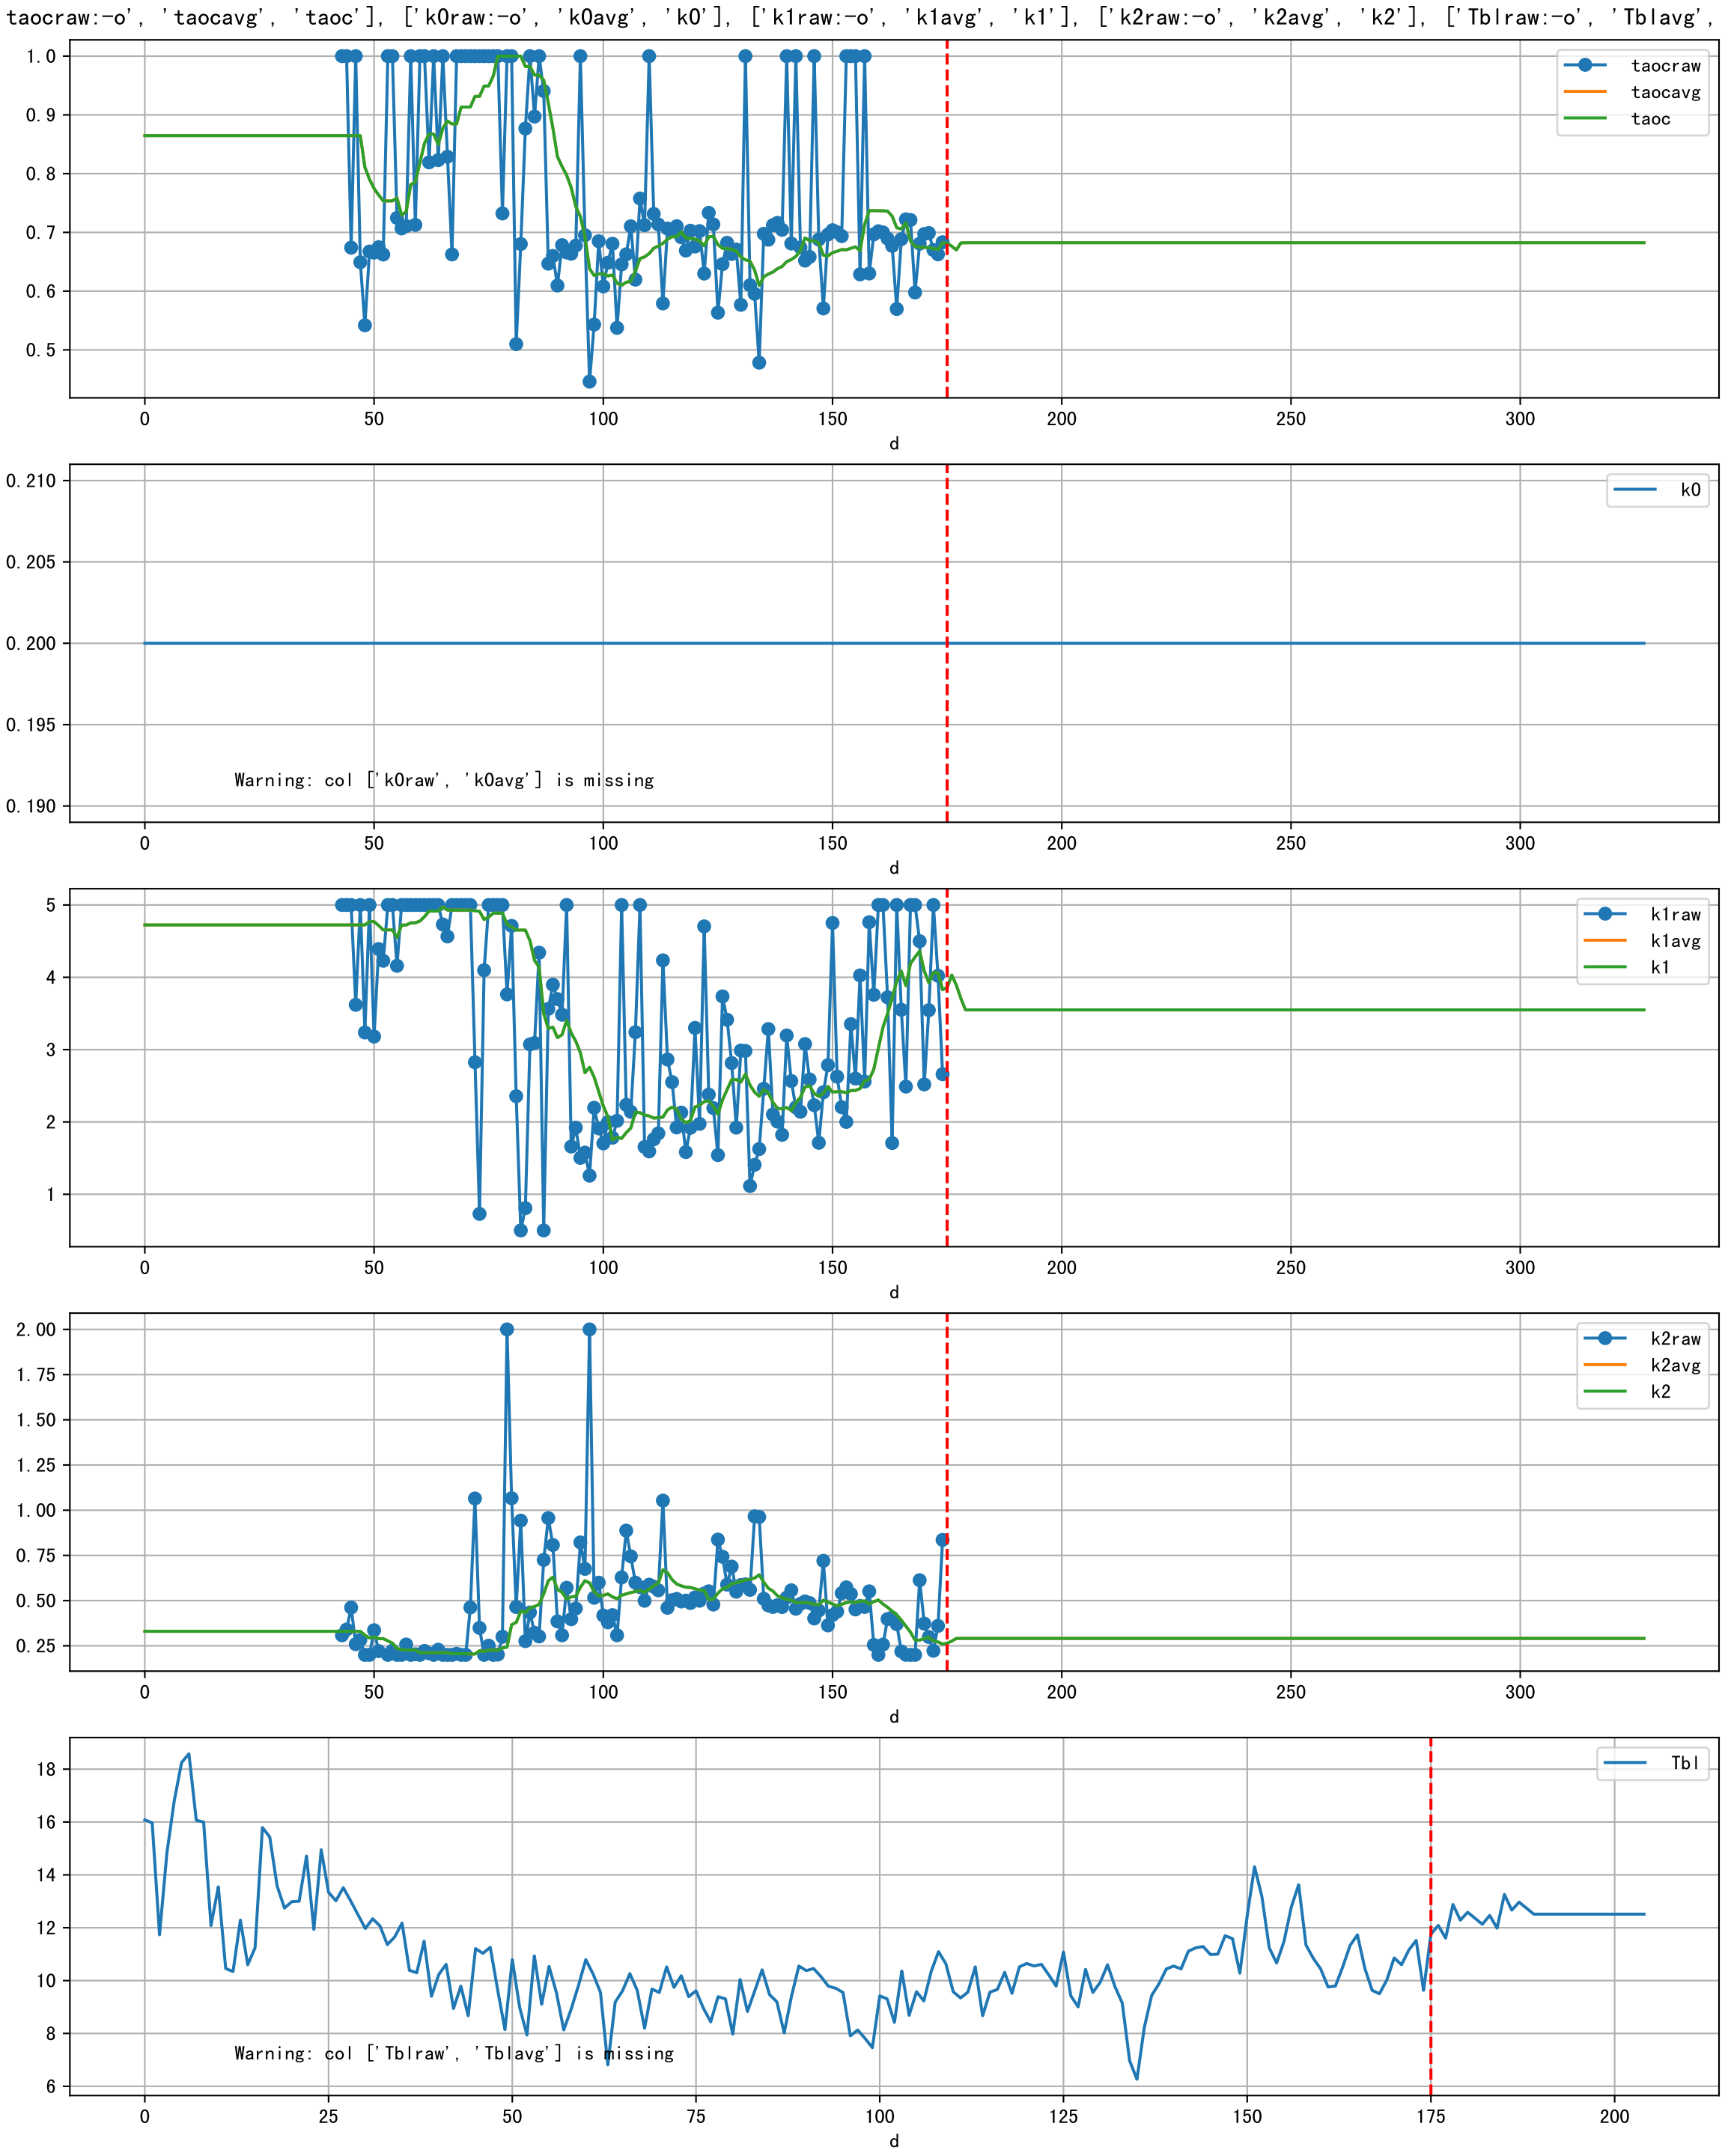 taocraw:-o', 'taocavg', 'taoc'], ['k0raw:-o', 'k0avg', 'k0'], ['k1raw:-o', 'k1avg', 'k1'], ['k2raw:-o', 'k2avg', 'k2'], ['Tblraw:-o', 'Tblavg',
1.0
0.9
0.8
0.7
0.6
0.5
taocraw
taocavg
taoc
0 50 100 150 200 250 300
d
0.210
0.205
0.200
0.195
0.190
k0
Warning: col ['k0raw', 'k0avg'] is missing
0 50 100 150 200 250 300
d
5
4
3
2
1
k1raw
k1avg
k1
0 50 100 150 200 250 300
d
2.00
1.75
1.50
1.25
1.00
0.75
0.50
0.25
k2raw
k2avg
k2
0 50 100 150 200 250 300
d
18
16
14
12
10
8
6
Tbl
Warning: col ['Tblraw', 'Tblavg'] is missing
0 25 50 75 100 125 150 175 200
d